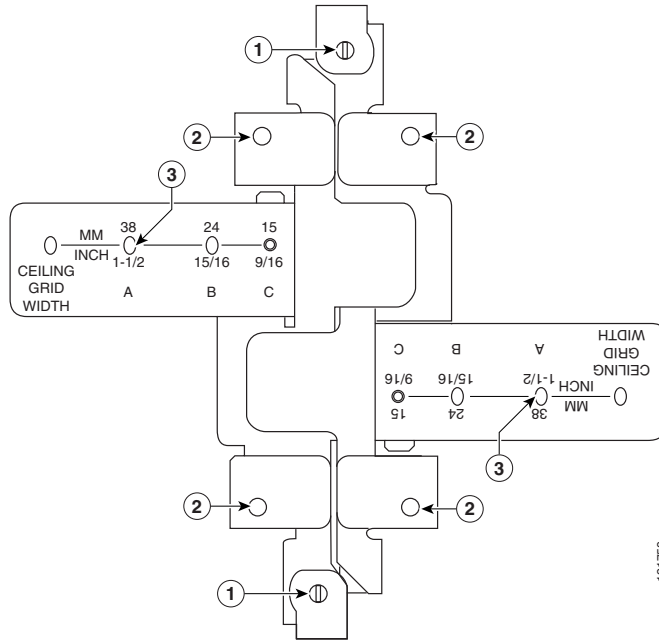 1
2
2
3
38
24
15
MM
INCH
1-1/2
15/16
9/16
CEILING
GRID
WIDTH
A
B
C
CEILING
GRID
WIDTH
A
B
C
1-1/2
15/16
9/16
INCH
MM
38
24
15
3
2
2
1